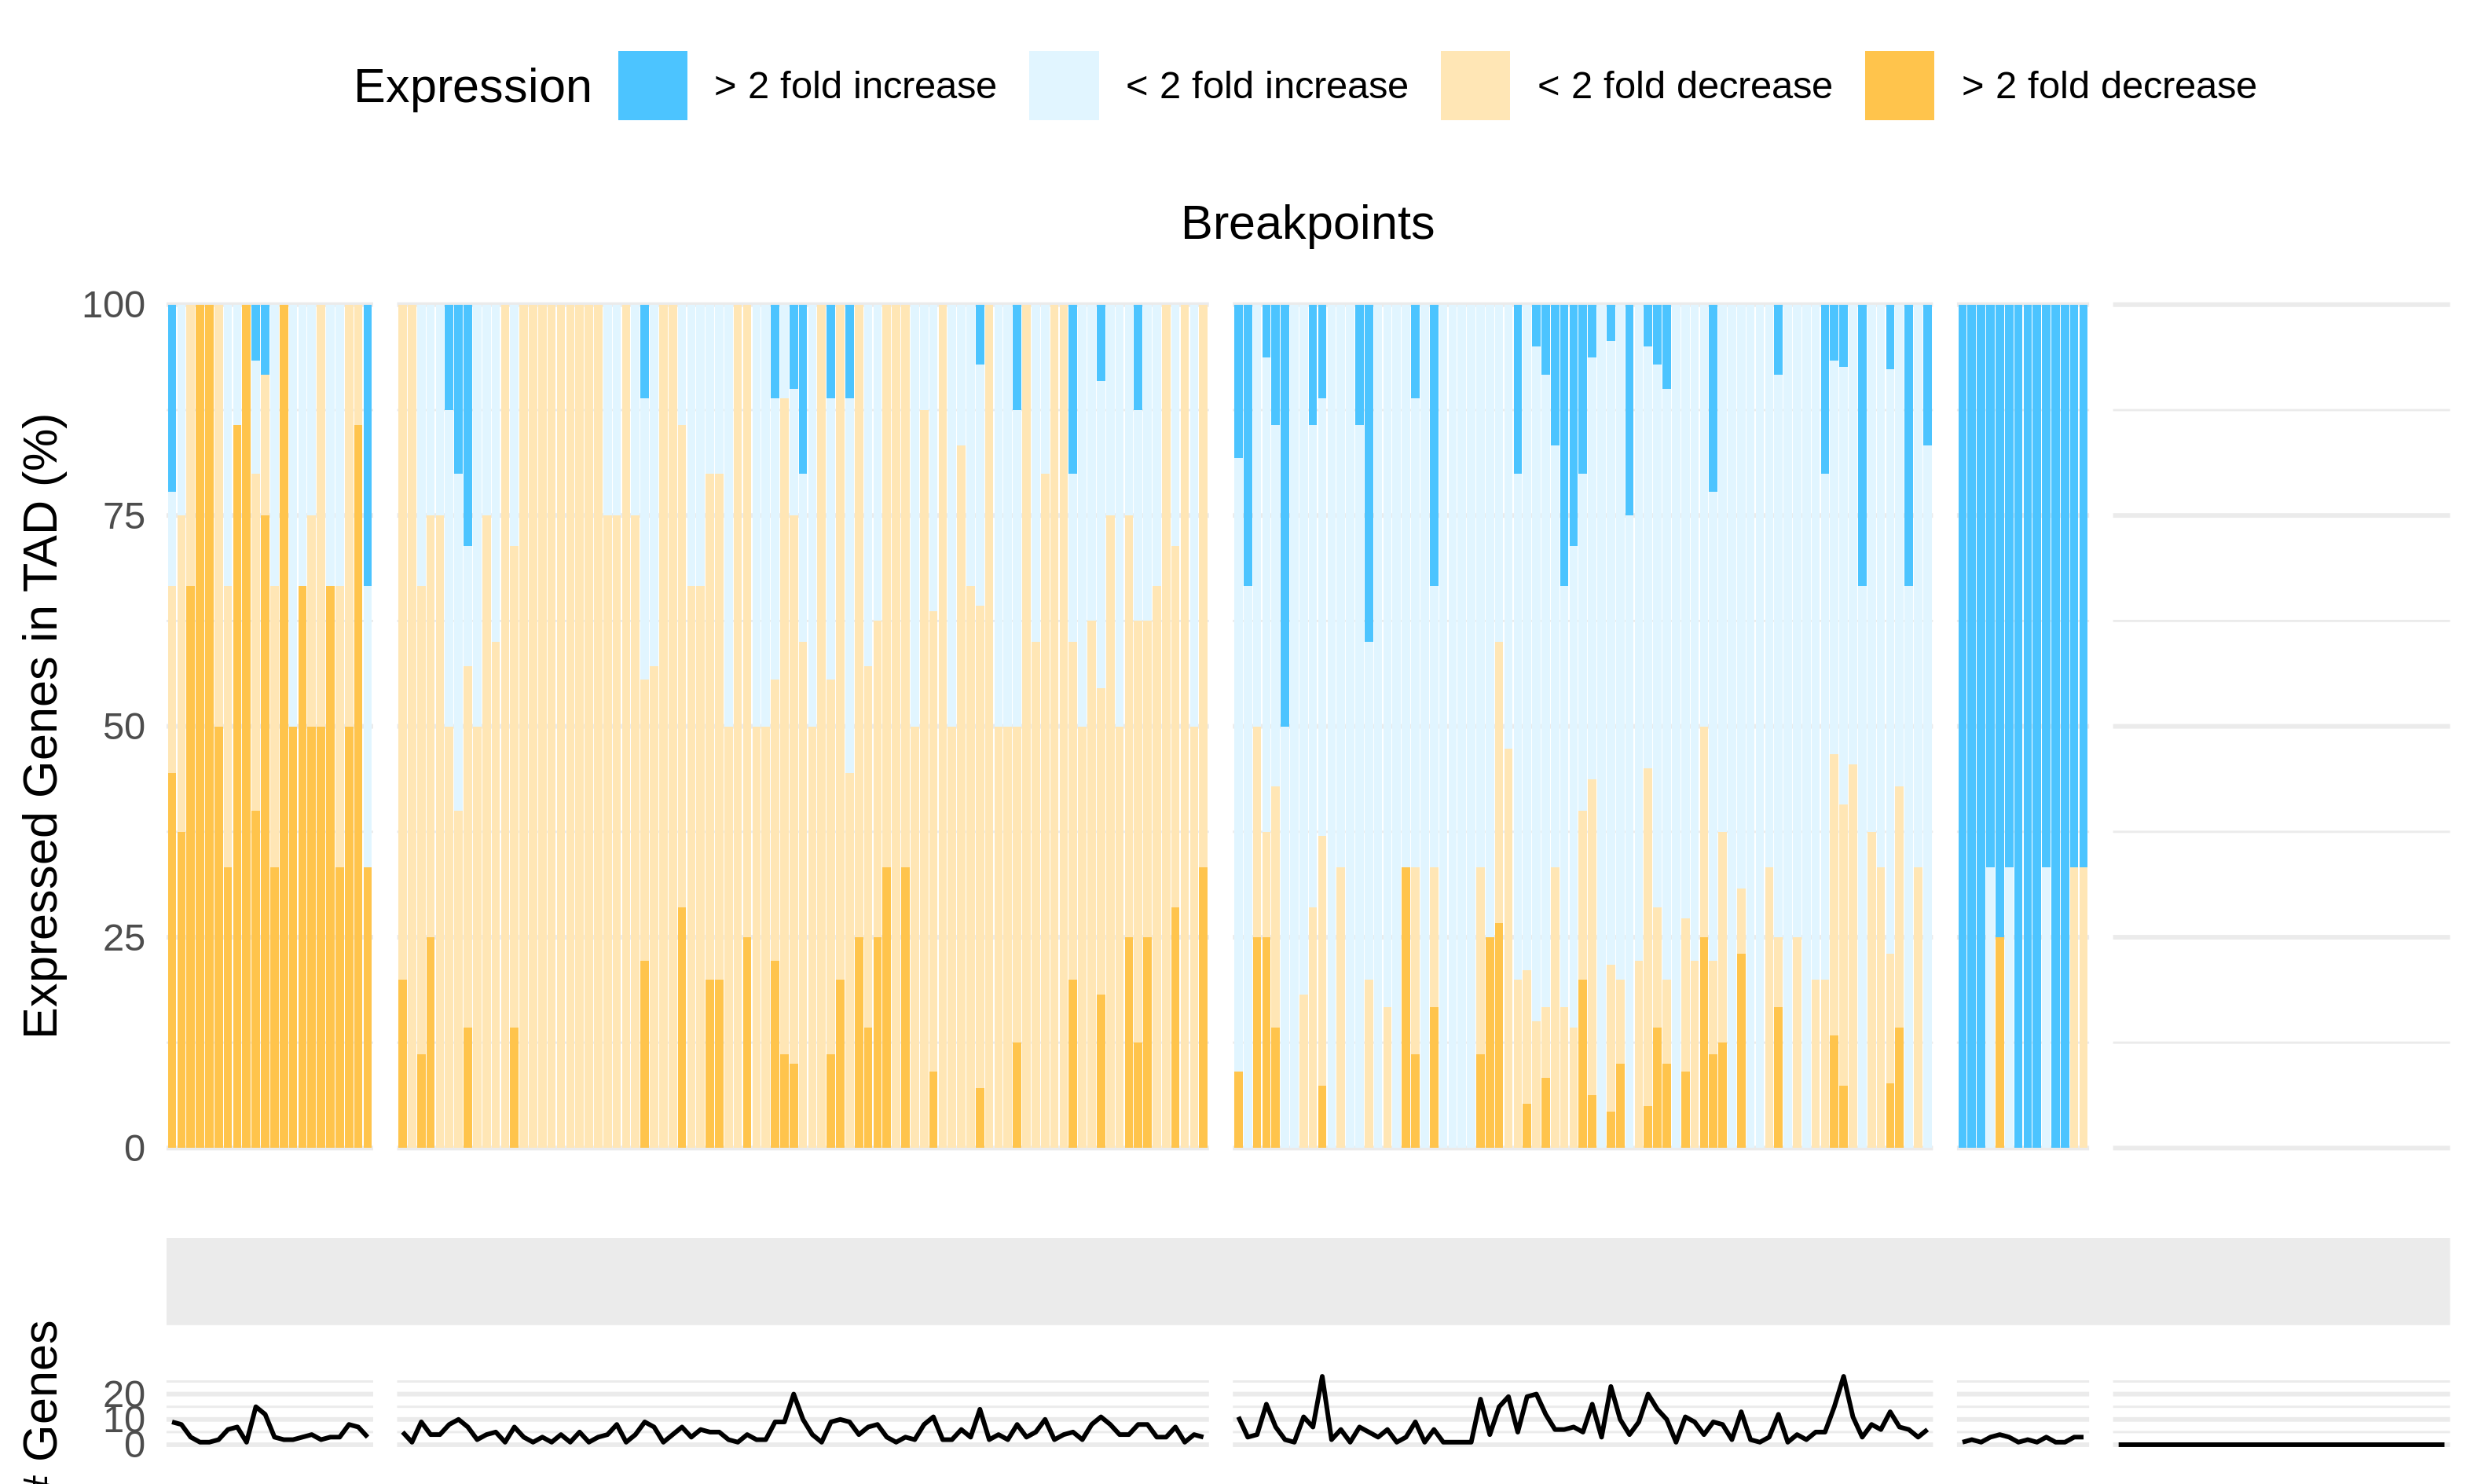 Expression > 2 fold increase < 2 fold increase < 2 fold decrease > 2 fold decrease
Breakpoints
Expressed Genes in TAD (%)
100
75
50
25
0
# Genes
20
10
0